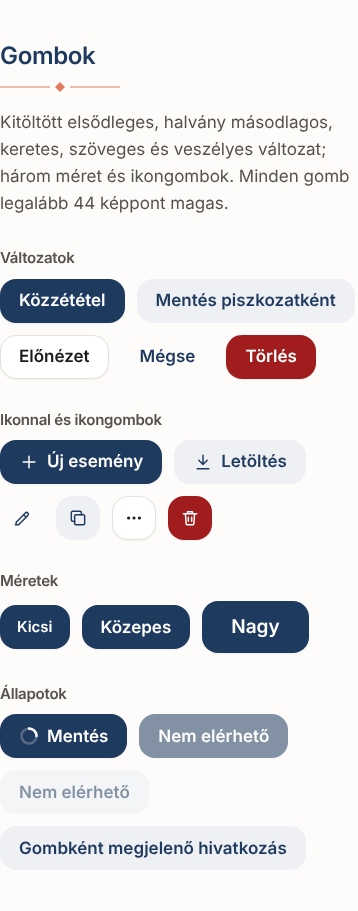 Gombok
Kitöltött elsődleges, halvány másodlagos,
keretes, szöveges és veszélyes változat;
három méret és ikongombok. Minden gomb
legalább 44 képpont magas.
Változatok
Közzététel
Mentés piszkozatként
Előnézet
Mégse
Törlés
Ikonnal és ikongombok
Új esemény
Letöltés
Méretek
Kicsi
Közepes
Nagy
Állapotok
Mentés
Nem elérhető
Nem elérhető
Gombként megjelenő hivatkozás